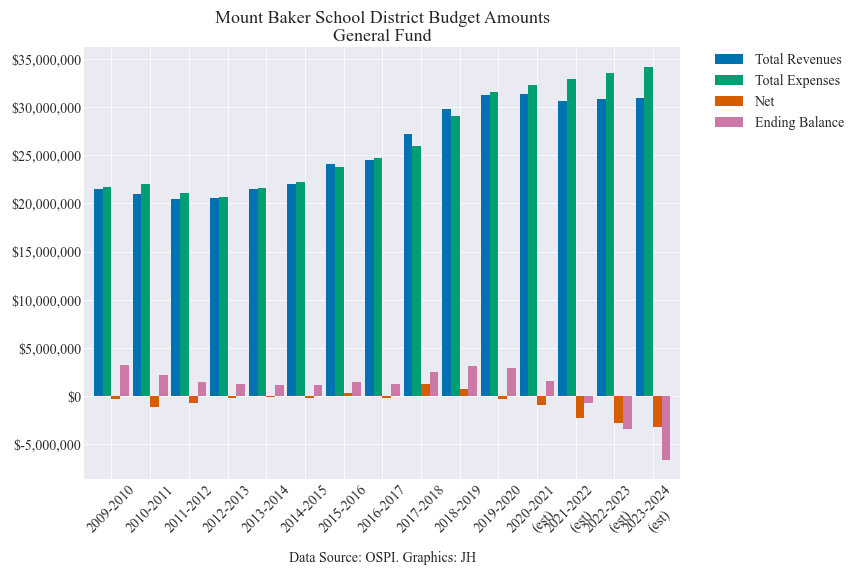 Mount Baker School District Budget Amounts
General Fund
$35,000,000
$30,000,000
$25,000,000
$20,000,000
$15,000,000
$10,000,000
$5,000,000
$0
$-5,000,000
Total Revenues
Total Expenses
Net
Ending Balance
2009-2010
2010-2011
2011-2012
2012-2013
2013-2014
2014-2015
2015-2016
2016-2017
2017-2018
2018-2019
2019-2020
2020-2021
(est)
2021-2022
(est)
2022-2023
(est)
2023-2024
(est)
Data Source: OSPI. Graphics: JH